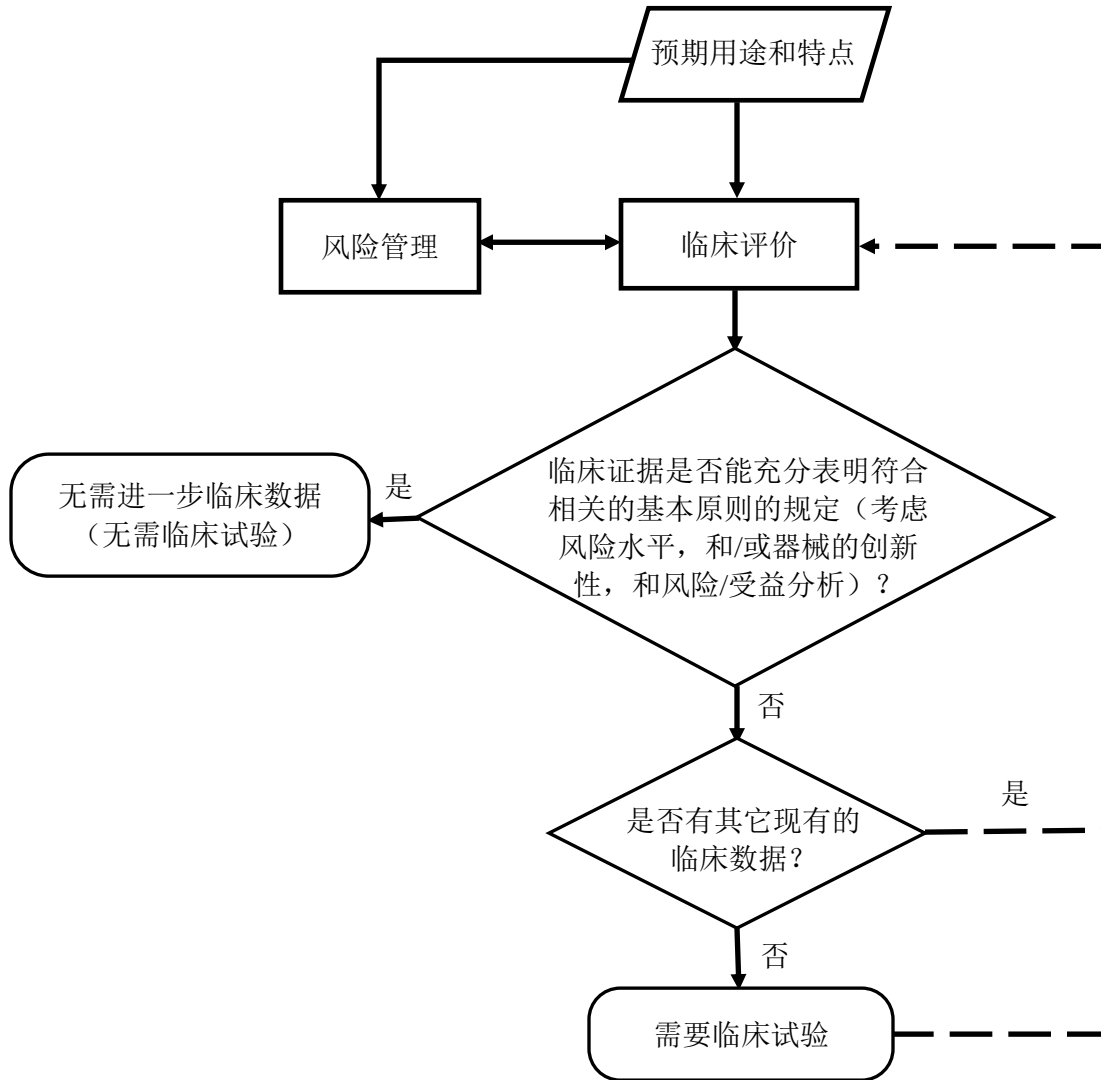 预期用途和特点
风险管理
临床评价
临床证据是否能充分表明符合
相关的基本原则的规定（考虑
风险水平，和/或器械的创新
性，和风险/受益分析）？
是
无需进一步临床数据
（无需临床试验）
否
是否有其它现有的
临床数据？
是
否
需要临床试验